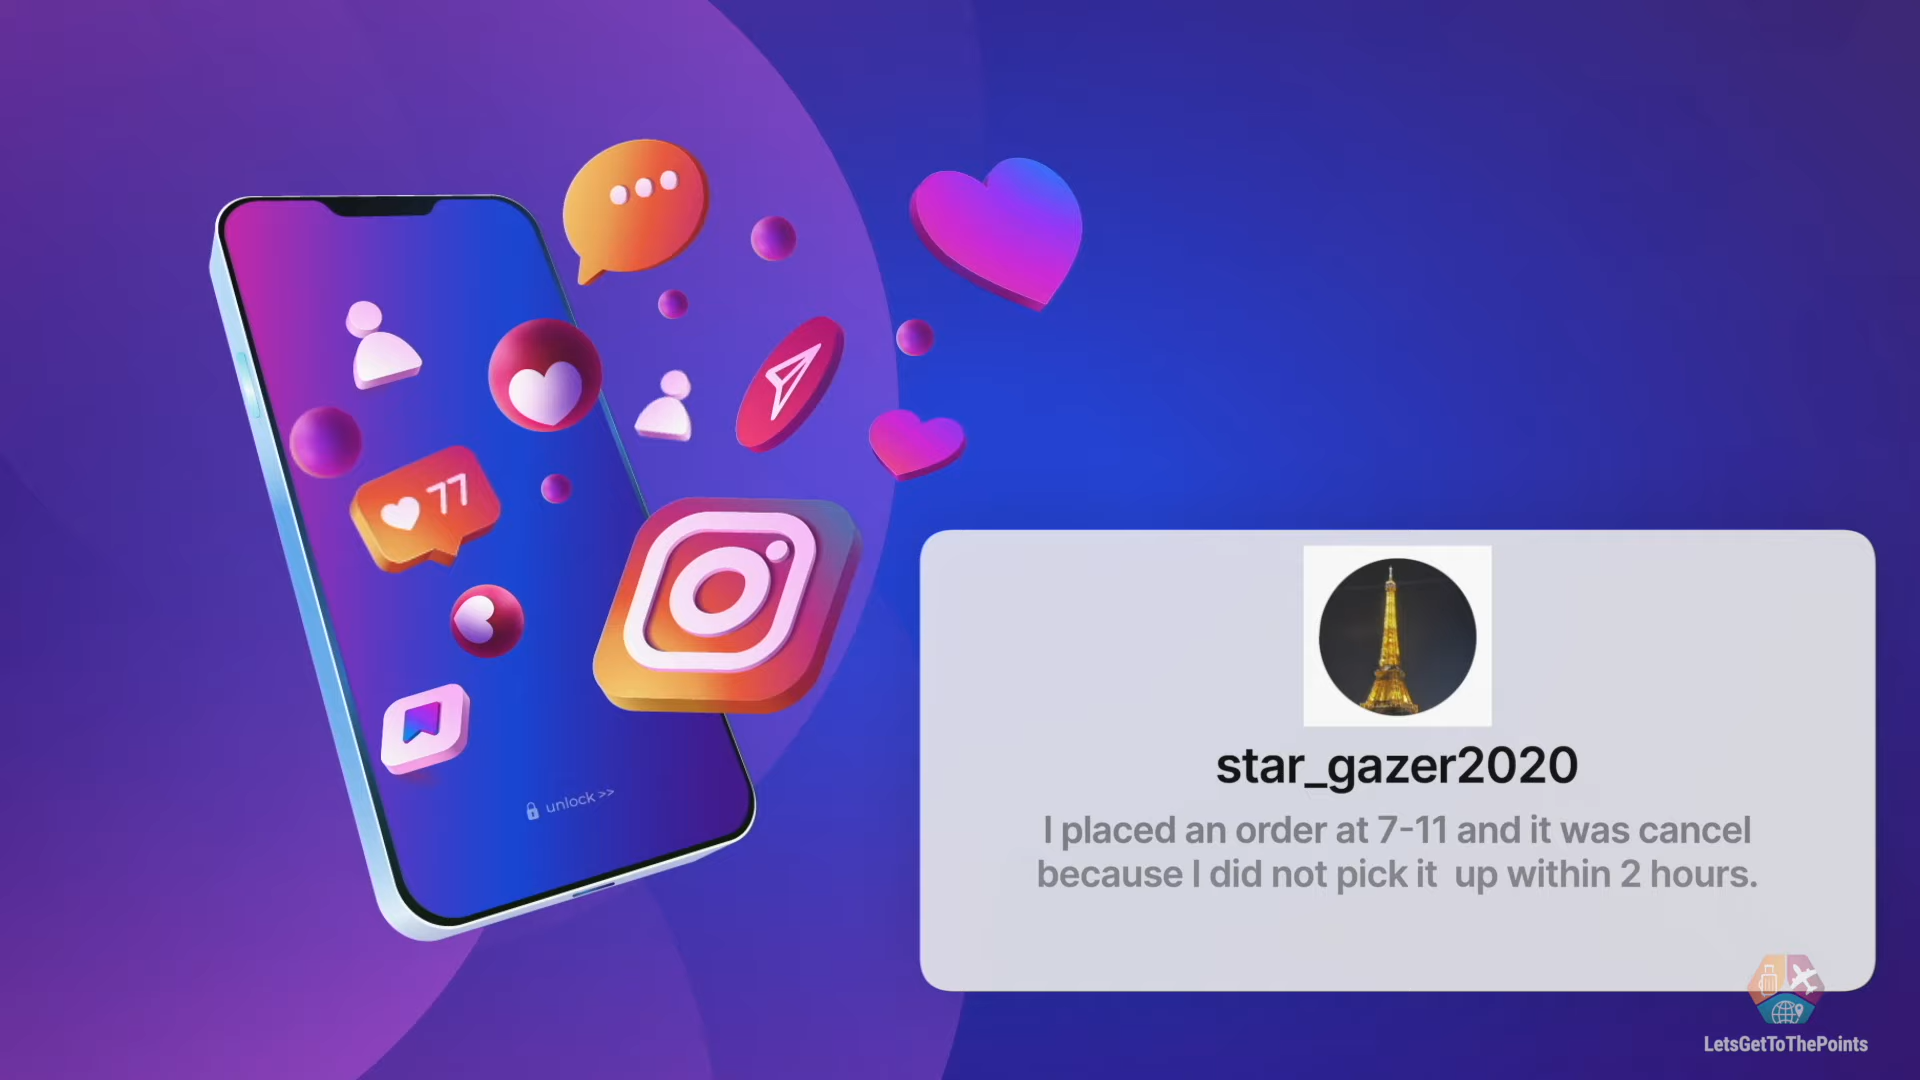 77
unlock >>
star_gazer2020
I placed an order at 7-11 and it was cancel
because I did not pick it  up within 2 hours.
LetsGetToThePoints